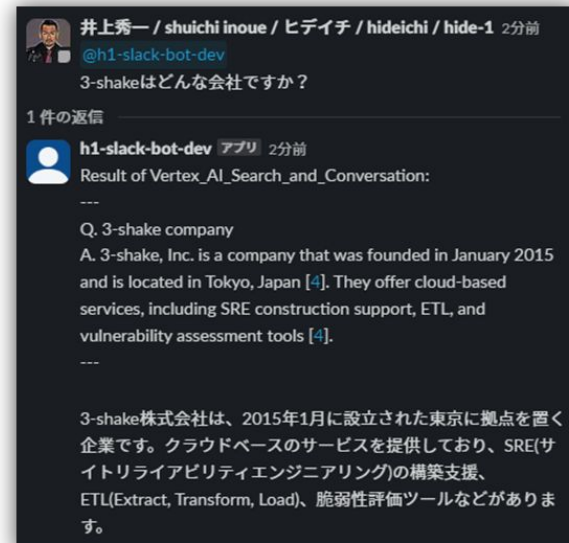 井上秀一 / shuichi inoue / ヒデイチ / hideichi / hide-1 2分前
@h1-slack-bot-dev
3-shakeはどんな会社ですか？
1 件の返信
h1-slack-bot-dev アプリ 2分前
Result of Vertex_AI_Search_and_Conversation:
---
Q. 3-shake company
A. 3-shake, Inc. is a company that was founded in January 2015
and is located in Tokyo, Japan [4]. They offer cloud-based
services, including SRE construction support, ETL, and
vulnerability assessment tools [4].
---
3-shake株式会社は、2015年1月に設立された東京に拠点を置く
企業です。クラウドベースのサービスを提供しており、SRE(サ
イトリライアビリティエンジニアリング)の構築支援、
ETL(Extract, Transform, Load)、脆弱性評価ツールなどがありま
す。